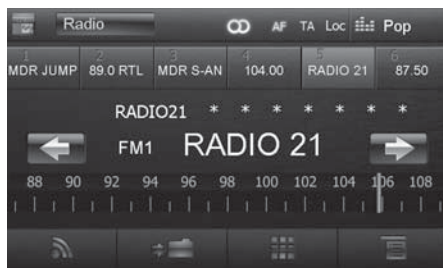 Radio AF TA Loc Pop
1 2 3 4 5 6
MDR JUMP 89.0 RTL MDR S-AN 104.00 RADIO 21 87.50
RADIO21 * * * * * * *
FM1 RADIO 21
88 90 92 94 96 98 100 102 104 106 108